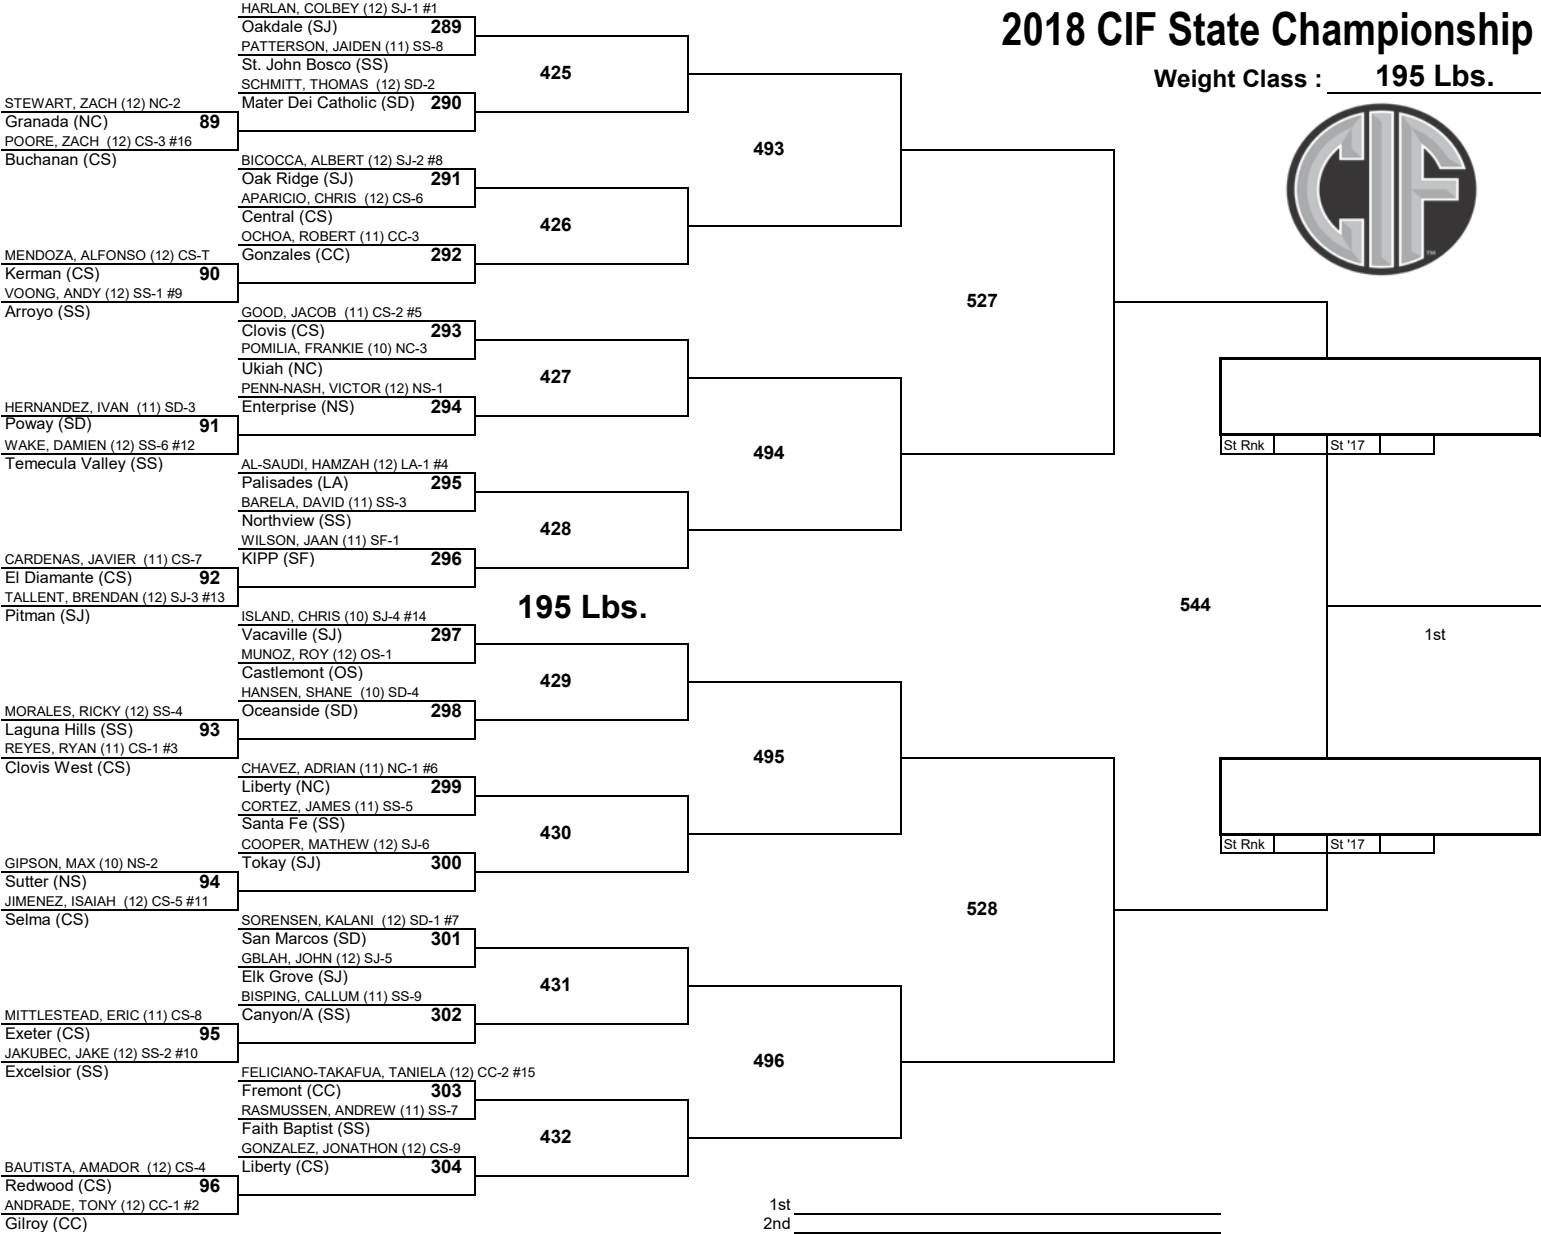 2018 CIF State Championship
Weight Class : 195 Lbs.
CIF
™
STEWART, ZACH (12) NC-2
Granada (NC) 89
POORE, ZACH (12) CS-3 #16
Buchanan (CS)
MENDOZA, ALFONSO (12) CS-T
Kerman (CS) 90
VOONG, ANDY (12) SS-1 #9
Arroyo (SS)
HERNANDEZ, IVAN (11) SD-3
Poway (SD) 91
WAKE, DAMIEN (12) SS-6 #12
Temecula Valley (SS)
CARDENAS, JAVIER (11) CS-7
El Diamante (CS) 92
TALLENT, BRENDAN (12) SJ-3 #13
Pitman (SJ)
MORALES, RICKY (12) SS-4
Laguna Hills (SS) 93
REYES, RYAN (11) CS-1 #3
Clovis West (CS)
GIPSON, MAX (10) NS-2
Sutter (NS) 94
JIMENEZ, ISAIAH (12) CS-5 #11
Selma (CS)
MITTLESTEAD, ERIC (11) CS-8
Exeter (CS) 95
JAKUBEC, JAKE (12) SS-2 #10
Excelsior (SS)
BAUTISTA, AMADOR (12) CS-4
Redwood (CS) 96
ANDRADE, TONY (12) CC-1 #2
Gilroy (CC)
HARLAN, COLBEY (12) SJ-1 #1
Oakdale (SJ) 289
PATTERSON, JAIDEN (11) SS-8
St. John Bosco (SS)
SCHMITT, THOMAS (12) SD-2
Mater Dei Catholic (SD) 290
BICOCCA, ALBERT (12) SJ-2 #8
Oak Ridge (SJ) 291
APARICIO, CHRIS (12) CS-6
Central (CS)
OCHOA, ROBERT (11) CC-3
Gonzales (CC) 292
GOOD, JACOB (11) CS-2 #5
Clovis (CS) 293
POMILIA, FRANKIE (10) NC-3
Ukiah (NC)
PENN-NASH, VICTOR (12) NS-1
Enterprise (NS) 294
AL-SAUDI, HAMZAH (12) LA-1 #4
Palisades (LA) 295
BARELA, DAVID (11) SS-3
Northview (SS)
WILSON, JAAN (11) SF-1
KIPP (SF) 296
ISLAND, CHRIS (10) SJ-4 #14
Vacaville (SJ) 297
MUNOZ, ROY (12) OS-1
Castlemont (OS)
HANSEN, SHANE (10) SD-4
Oceanside (SD) 298
CHAVEZ, ADRIAN (11) NC-1 #6
Liberty (NC) 299
CORTEZ, JAMES (11) SS-5
Santa Fe (SS)
COOPER, MATHEW (12) SJ-6
Tokay (SJ) 300
SORENSEN, KALANI (12) SD-1 #7
San Marcos (SD) 301
GBLAH, JOHN (12) SJ-5
Elk Grove (SJ)
BISPING, CALLUM (11) SS-9
Canyon/A (SS) 302
FELICIANO-TAKAFUA, TANIELA (12) CC-2 #15
Fremont (CC) 303
RASMUSSEN, ANDREW (11) SS-7
Faith Baptist (SS)
GONZALEZ, JONATHON (12) CS-9
Liberty (CS) 304
425
426
427
428
195 Lbs.
429
430
431
432
493
494
495
496
527
528
544
St Rnk St '17
1st
St Rnk St '17
1st
2nd